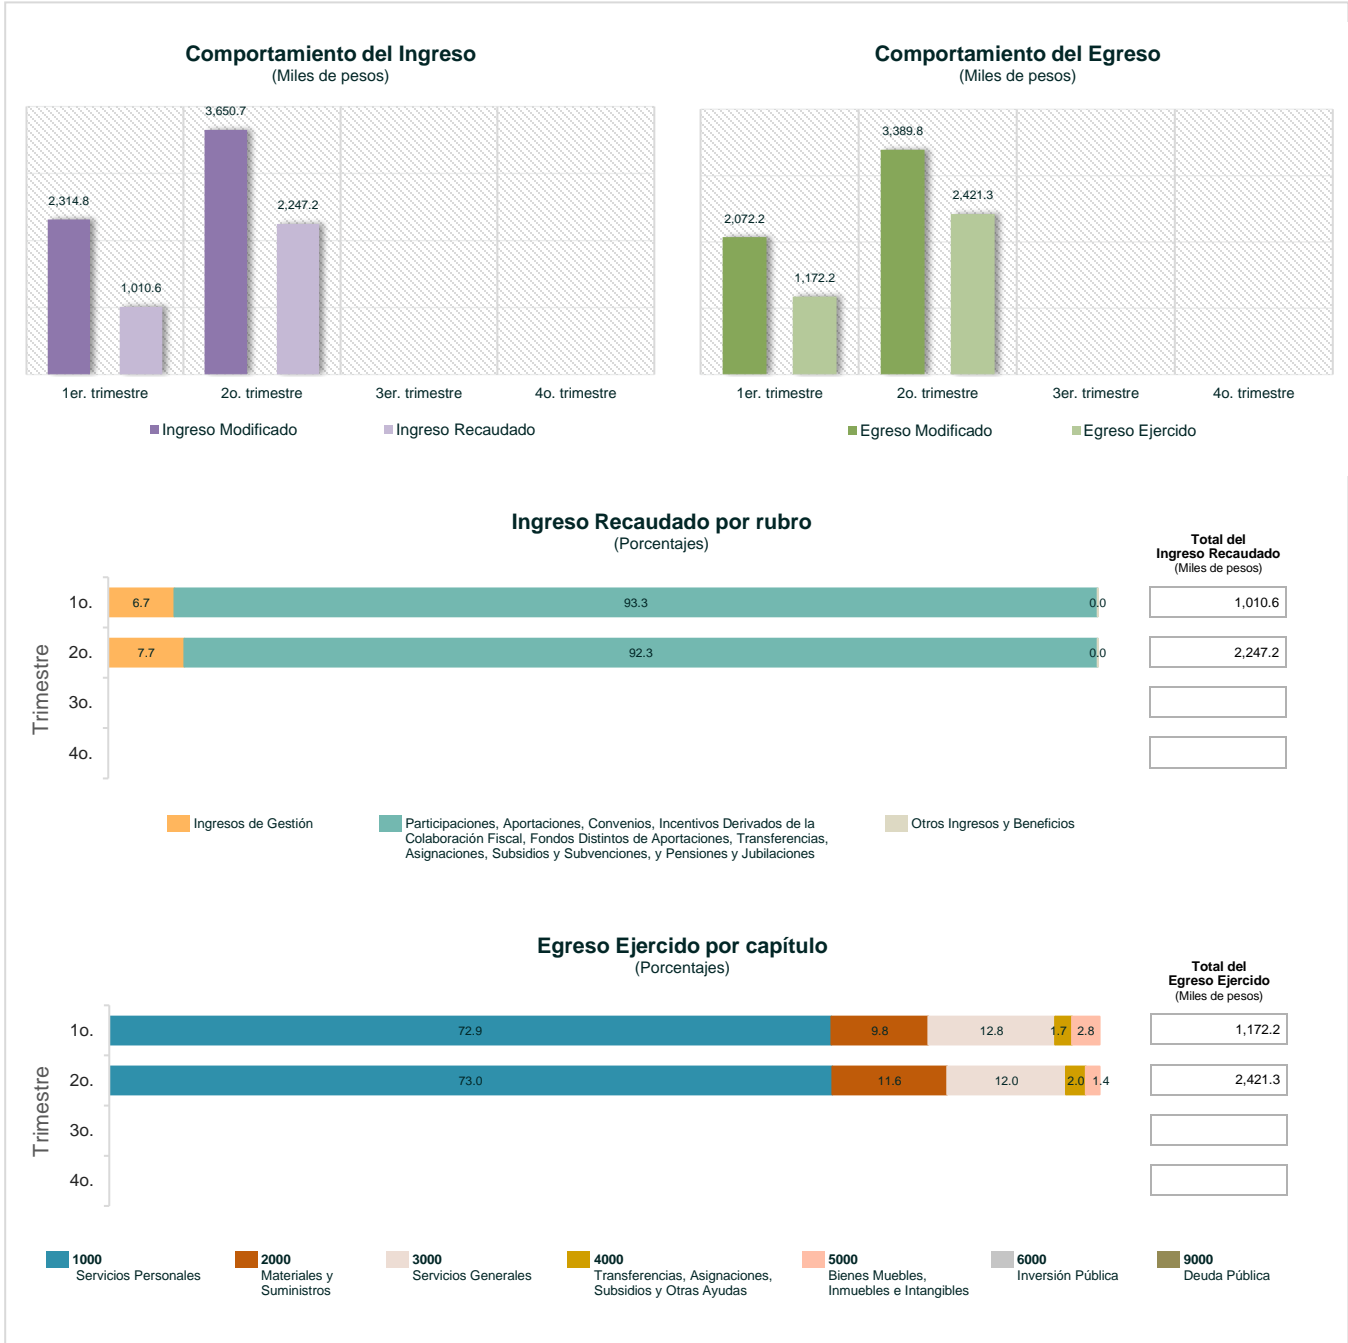 Comportamiento del Ingreso
(Miles de pesos)
3,650.7
2,314.8
2,247.2
1,010.6
1er. trimestre
2o. trimestre
3er. trimestre
4o. trimestre
Ingreso Modificado
Ingreso Recaudado
Comportamiento del Egreso
(Miles de pesos)
3,389.8
2,421.3
2,072.2
1,172.2
1er. trimestre
2o. trimestre
3er. trimestre
4o. trimestre
Egreso Modificado
Egreso Ejercido
Ingreso Recaudado por rubro
(Porcentajes)
Total del
Ingreso Recaudado
(Miles de pesos)
Trimestre
1o.
6.7
93.3
0.0
1,010.6
2o.
7.7
92.3
0.0
2,247.2
3o.
4o.
Ingresos de Gestión
Participaciones, Aportaciones, Convenios, Incentivos Derivados de la
Colaboración Fiscal, Fondos Distintos de Aportaciones, Transferencias,
Asignaciones, Subsidios y Subvenciones, y Pensiones y Jubilaciones
Otros Ingresos y Beneficios
Egreso Ejercido por capítulo
(Porcentajes)
Total del
Egreso Ejercido
(Miles de pesos)
Trimestre
1o.
72.9
9.8
12.8
1.7
2.8
1,172.2
2o.
73.0
11.6
12.0
2.0
1.4
2,421.3
3o.
4o.
1000
Servicios Personales
2000
Materiales y
Suministros
3000
Servicios Generales
4000
Transferencias, Asignaciones,
Subsidios y Otras Ayudas
5000
Bienes Muebles,
Inmuebles e Intangibles
6000
Inversión Pública
9000
Deuda Pública